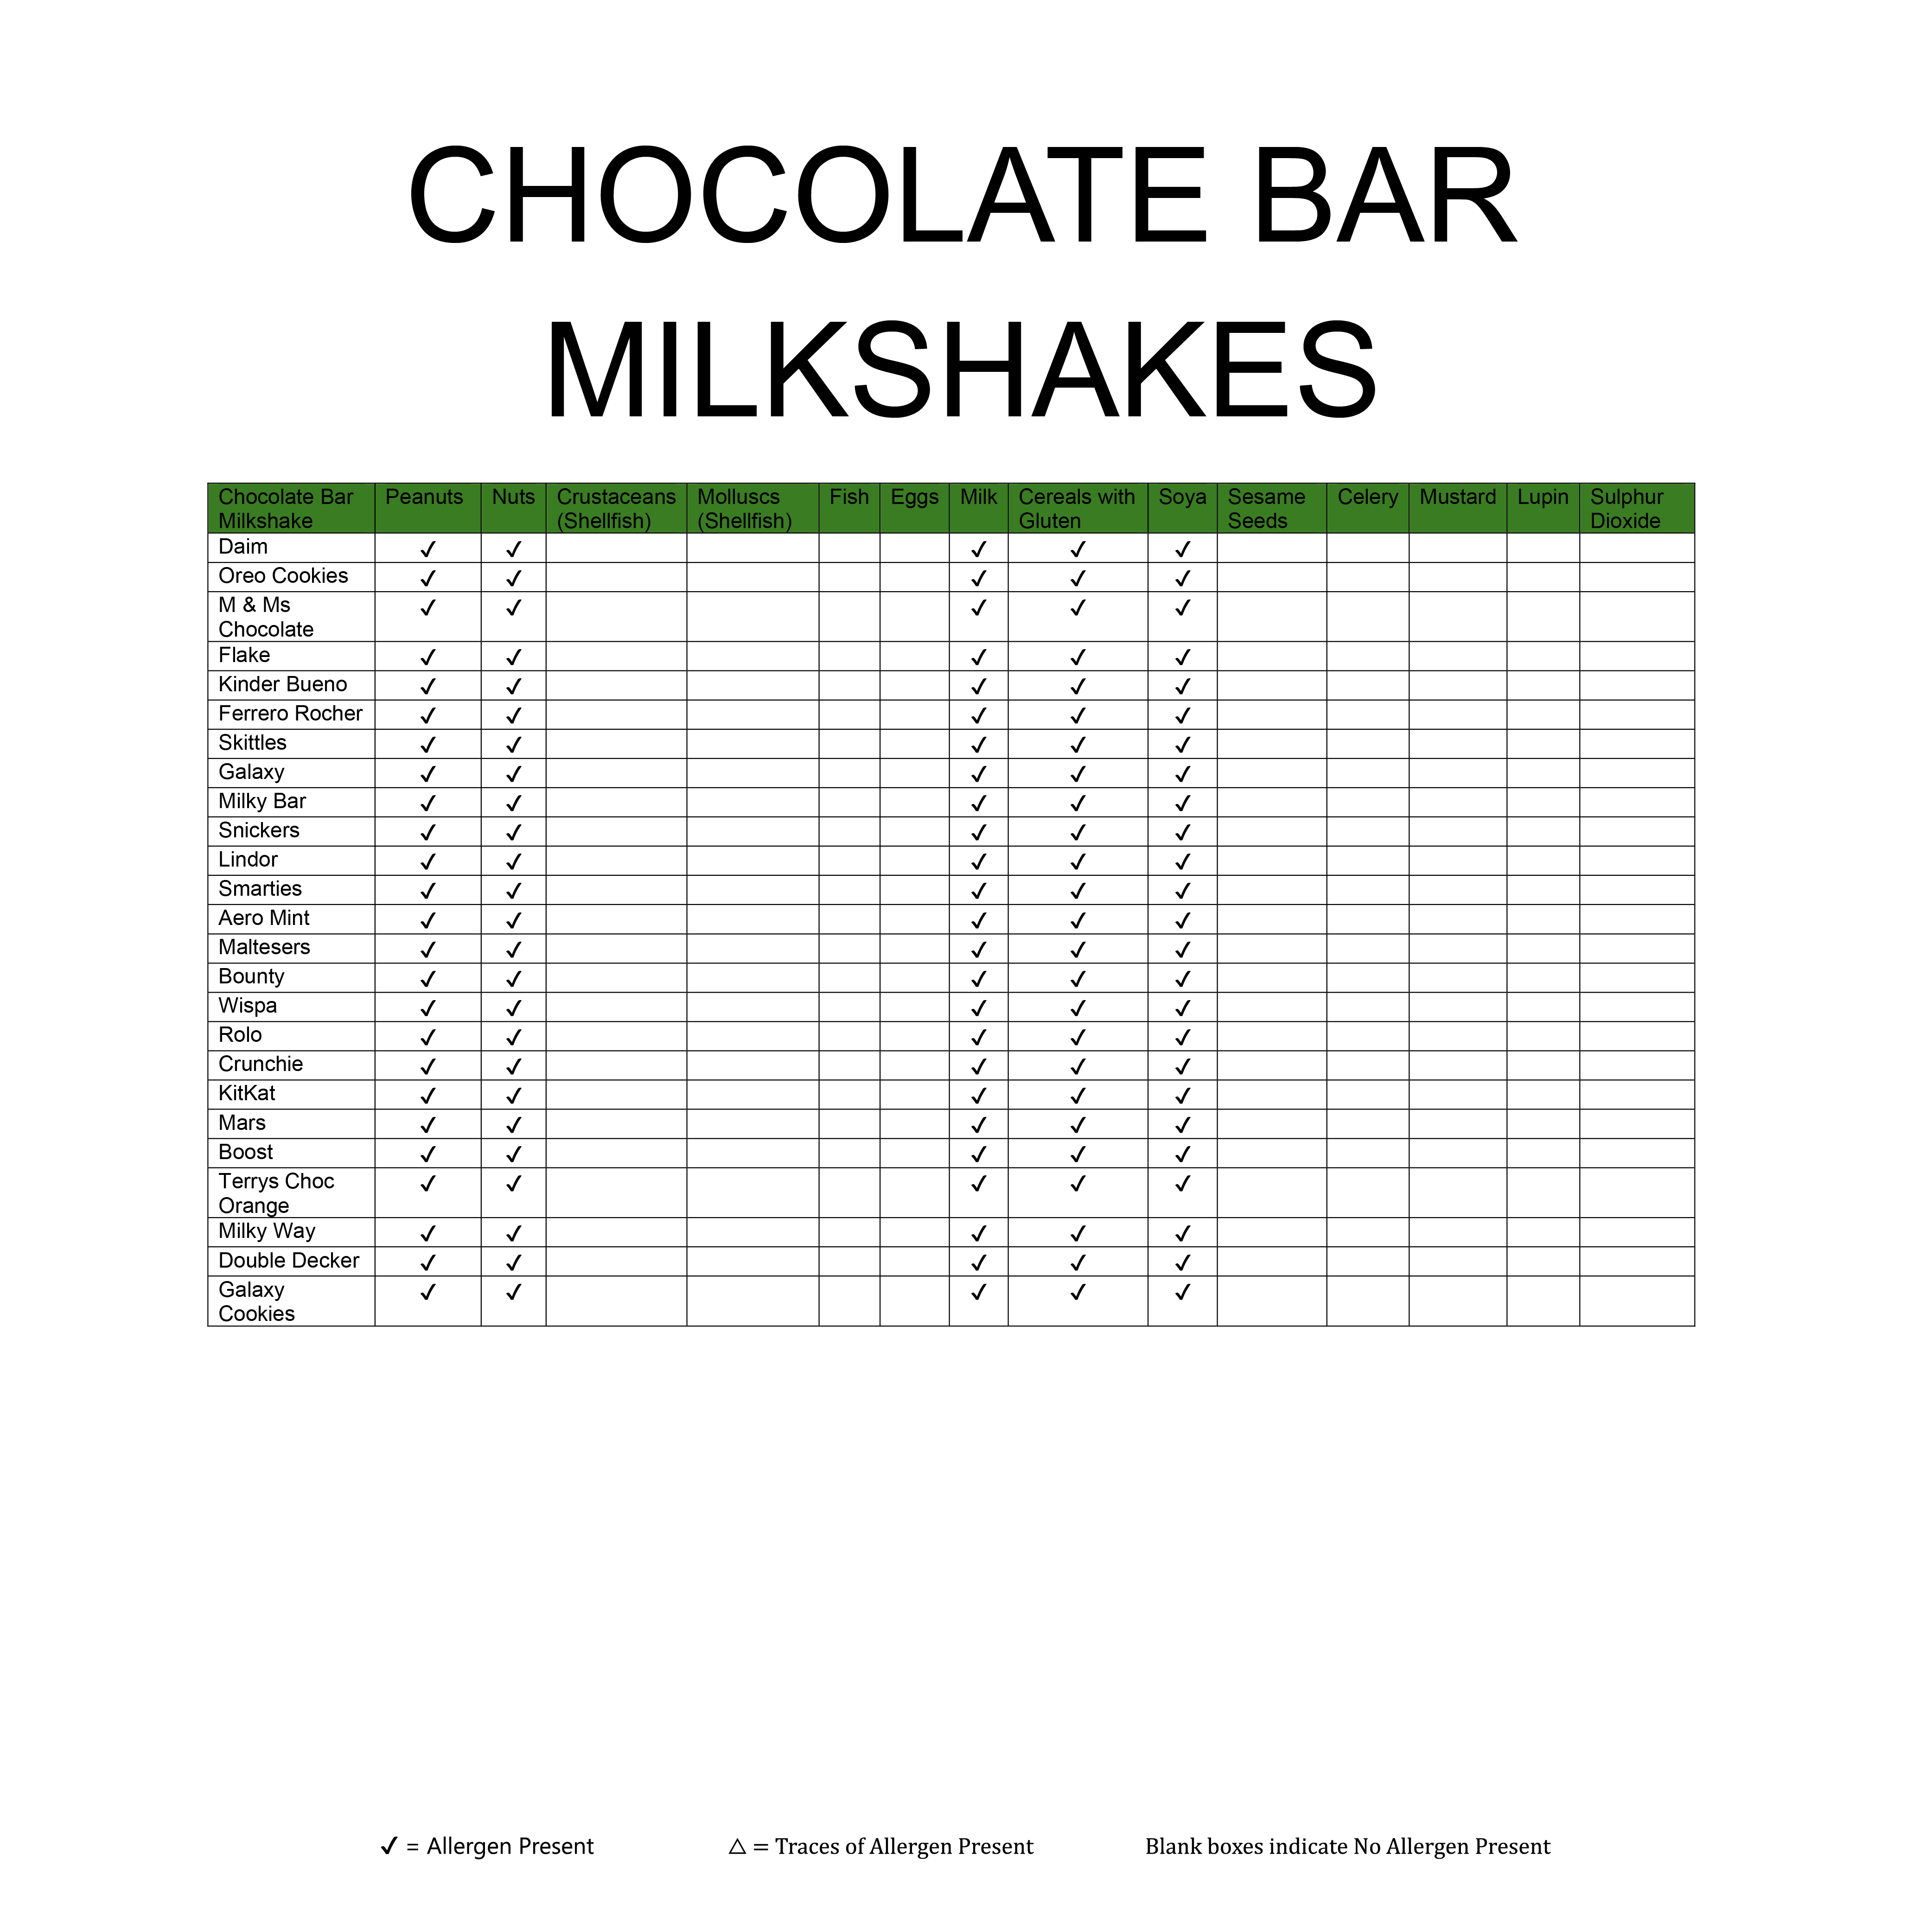 CHOCOLATE BAR
MILKSHAKES
Chocolate Bar Milkshake Peanuts Nuts Crustaceans (Shellfish) Molluscs (Shellfish) Fish Eggs Milk Cereals with Gluten Soya Sesame Seeds Celery Mustard Lupin Sulphur Dioxide
Daim ✓ ✓ ✓ ✓ ✓
Oreo Cookies ✓ ✓ ✓ ✓ ✓
M & Ms Chocolate ✓ ✓ ✓ ✓ ✓
Flake ✓ ✓ ✓ ✓ ✓
Kinder Bueno ✓ ✓ ✓ ✓ ✓
Ferrero Rocher ✓ ✓ ✓ ✓ ✓
Skittles ✓ ✓ ✓ ✓ ✓
Galaxy ✓ ✓ ✓ ✓ ✓
Milky Bar ✓ ✓ ✓ ✓ ✓
Snickers ✓ ✓ ✓ ✓ ✓
Lindor ✓ ✓ ✓ ✓ ✓
Smarties ✓ ✓ ✓ ✓ ✓
Aero Mint ✓ ✓ ✓ ✓ ✓
Maltesers ✓ ✓ ✓ ✓ ✓
Bounty ✓ ✓ ✓ ✓ ✓
Wispa ✓ ✓ ✓ ✓ ✓
Rolo ✓ ✓ ✓ ✓ ✓
Crunchie ✓ ✓ ✓ ✓ ✓
KitKat ✓ ✓ ✓ ✓ ✓
Mars ✓ ✓ ✓ ✓ ✓
Boost ✓ ✓ ✓ ✓ ✓
Terrys Choc Orange ✓ ✓ ✓ ✓ ✓
Milky Way ✓ ✓ ✓ ✓ ✓
Double Decker ✓ ✓ ✓ ✓ ✓
Galaxy Cookies ✓ ✓ ✓ ✓ ✓
✓ = Allergen Present △ = Traces of Allergen Present Blank boxes indicate No Allergen Present